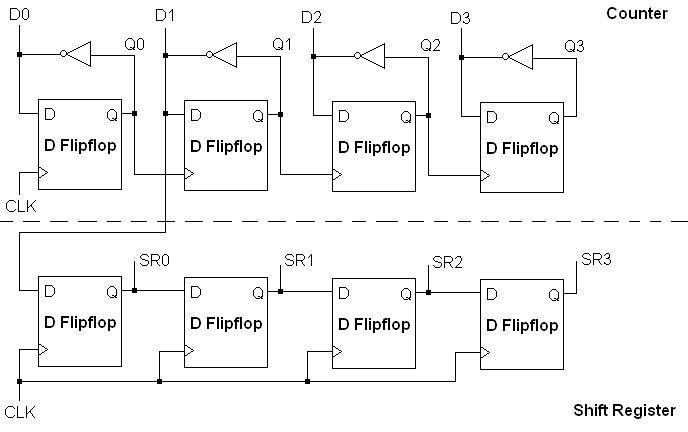 D0 D1 D2 D3 Counter
Q0 Q1 Q2 Q3
D Q D Q D Q D Q
D Flipflop D Flipflop D Flipflop D Flipflop
CLK
SR0 SR1 SR2 SR3
D Q D Q D Q D Q
D Flipflop D Flipflop D Flipflop D Flipflop
CLK
Shift Register